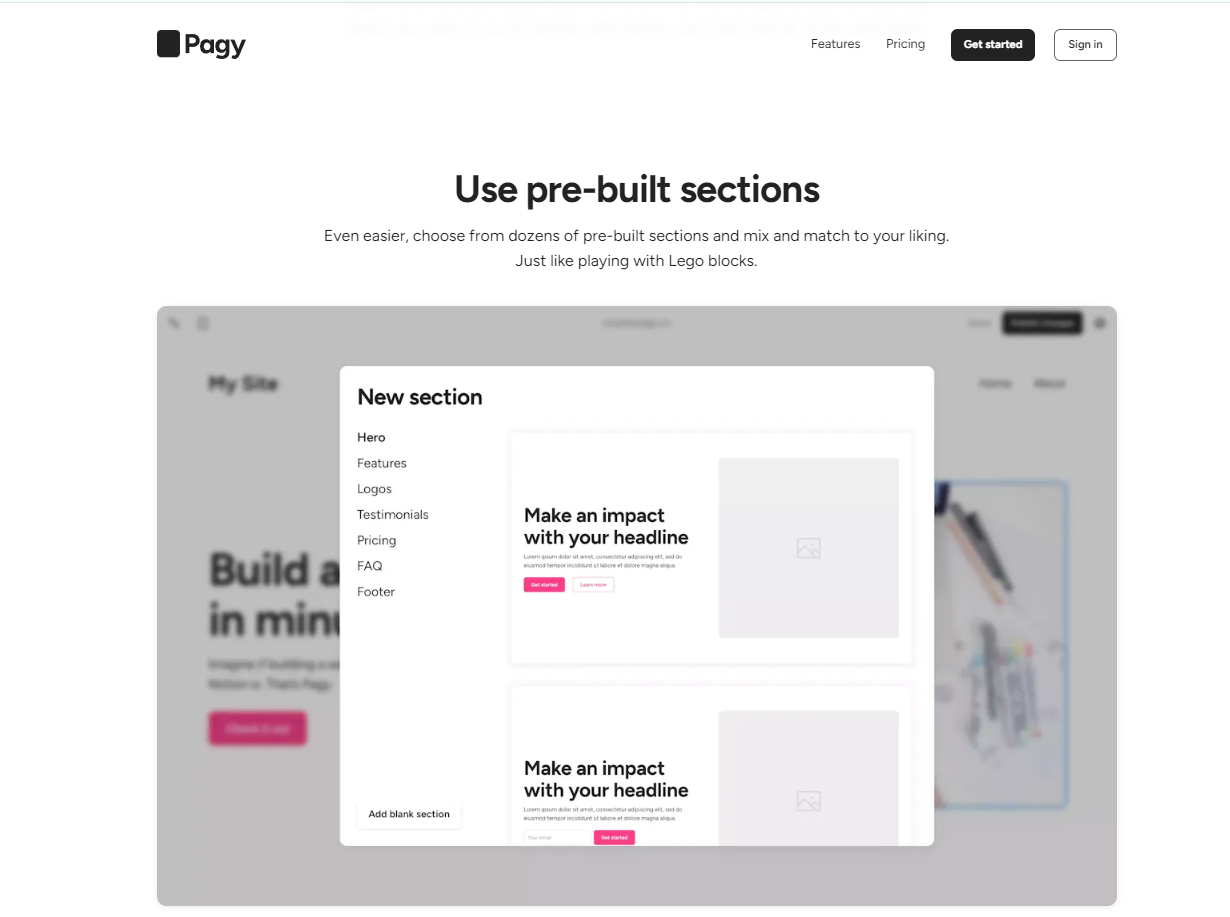 Pagy
Features
Pricing
Get started
Sign in
Use pre-built sections
Even easier, choose from dozens of pre-built sections and mix and match to your liking.
Just like playing with Lego blocks.
My Site
Home
About
New section
Hero
Features
Logos
Testimonials
Pricing
FAQ
Footer
Add blank section
Make an impact
with your headline
Lorem ipsum dolor sit amet, consectetur adipiscing elit, sed do
eiusmod tempor incididunt ut labore et dolore magna aliqua.
Get started
Learn more
Make an impact
with your headline
Lorem ipsum dolor sit amet, consectetur adipiscing elit, sed do
eiusmod tempor incididunt ut labore et dolore magna aliqua.
Your email
Get started
Build a
in minu
Check it out